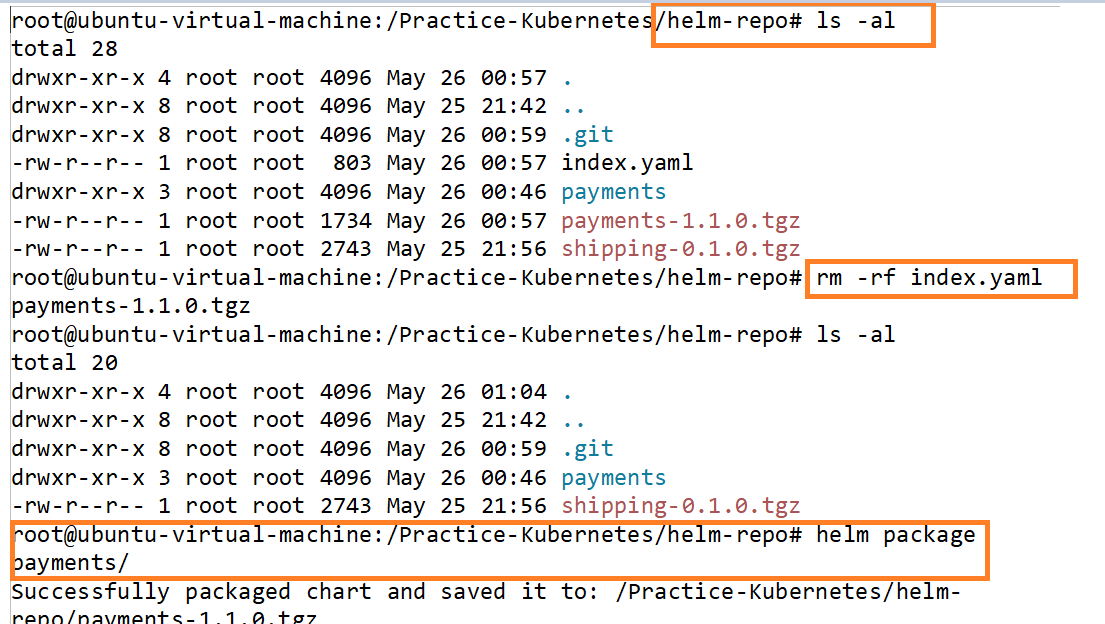 root@ubuntu-virtual-machine:/Practice-Kubernetes/helm-repo# ls -al
total 28
drwxr-xr-x 4 root root 4096 May 26 00:57 .
drwxr-xr-x 8 root root 4096 May 25 21:42 ..
drwxr-xr-x 8 root root 4096 May 26 00:59 .git
-rw-r--r-- 1 root root  803 May 26 00:57 index.yaml
drwxr-xr-x 3 root root 4096 May 26 00:46 payments
-rw-r--r-- 1 root root 1734 May 26 00:57 payments-1.1.0.tgz
-rw-r--r-- 1 root root 2743 May 25 21:56 shipping-0.1.0.tgz
root@ubuntu-virtual-machine:/Practice-Kubernetes/helm-repo# rm -rf index.yaml
payments-1.1.0.tgz
root@ubuntu-virtual-machine:/Practice-Kubernetes/helm-repo# ls -al
total 20
drwxr-xr-x 4 root root 4096 May 26 01:04 .
drwxr-xr-x 8 root root 4096 May 25 21:42 ..
drwxr-xr-x 8 root root 4096 May 26 00:59 .git
drwxr-xr-x 3 root root 4096 May 26 00:46 payments
-rw-r--r-- 1 root root 2743 May 25 21:56 shipping-0.1.0.tgz
root@ubuntu-virtual-machine:/Practice-Kubernetes/helm-repo# helm package
payments/
Successfully packaged chart and saved it to: /Practice-Kubernetes/helm-
repo/payments-1.1.0.tgz